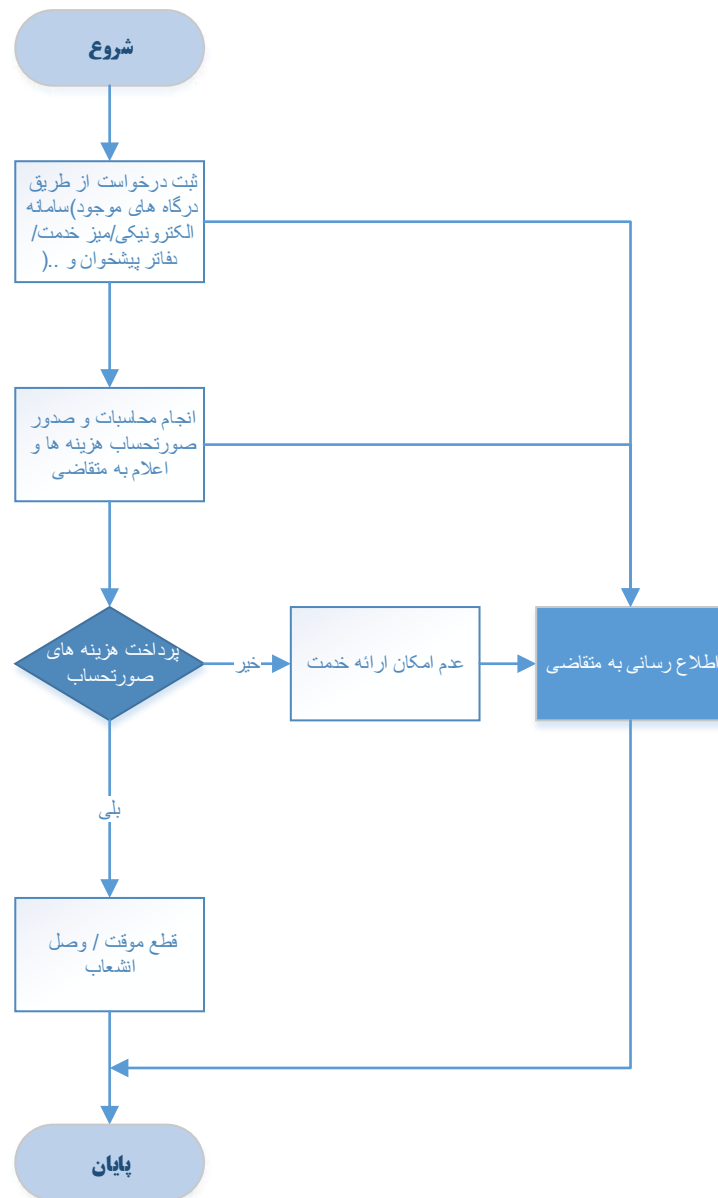 شروع
ثبت درخواست از طریق
درگاه های موجود)سامانه
الکترونیکی/میز خدمت/
دفاتر پیشخوان و ..(
انجام محاسبات و صدور
صورتحساب هزینه ها و
اعلام به متقاضی
پرداخت هزینه های
صورتحساب
خیر
عدم امکان ارائه خدمت
اطلاع رسانی به متقاضی
بلی
قطع موقت / وصل
انشعاب
پایان